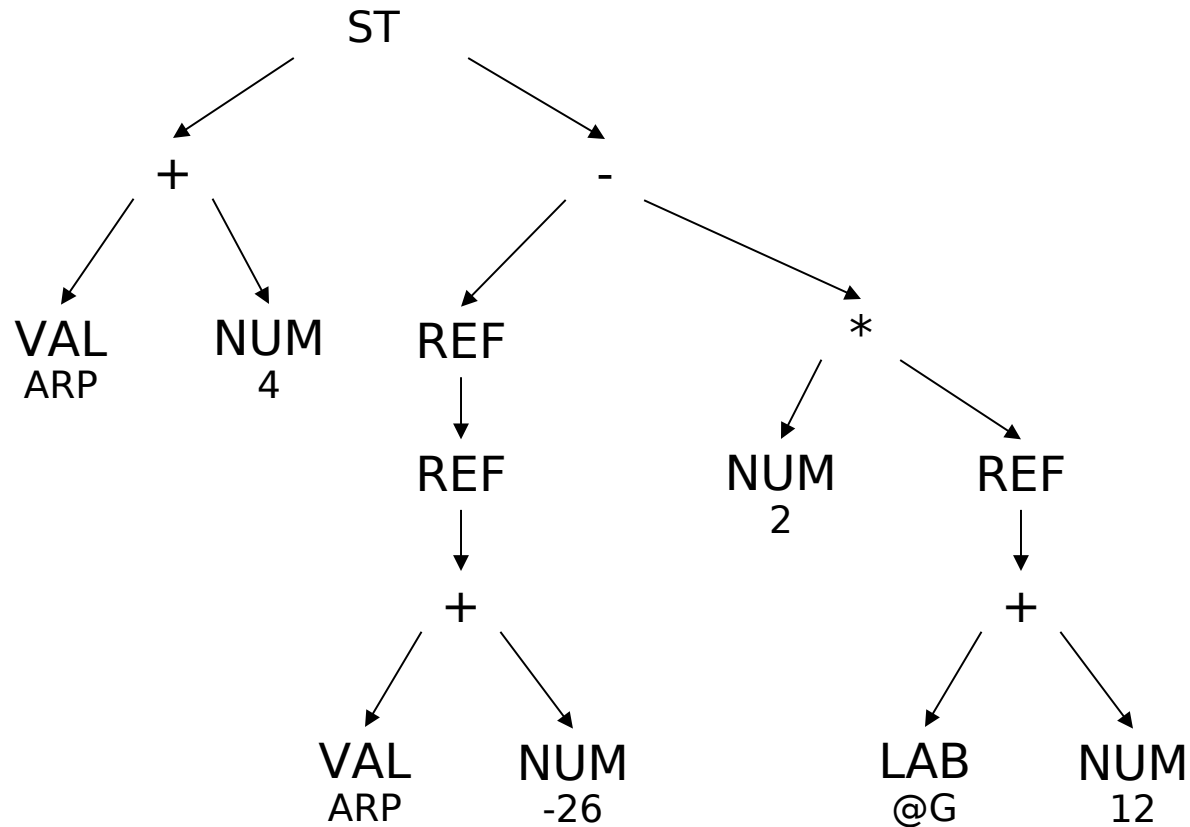 ST
+ -
VAL NUM REF *
ARP 4
REF NUM REF
2
+ +
VAL NUM LAB NUM
ARP -26 @G 12